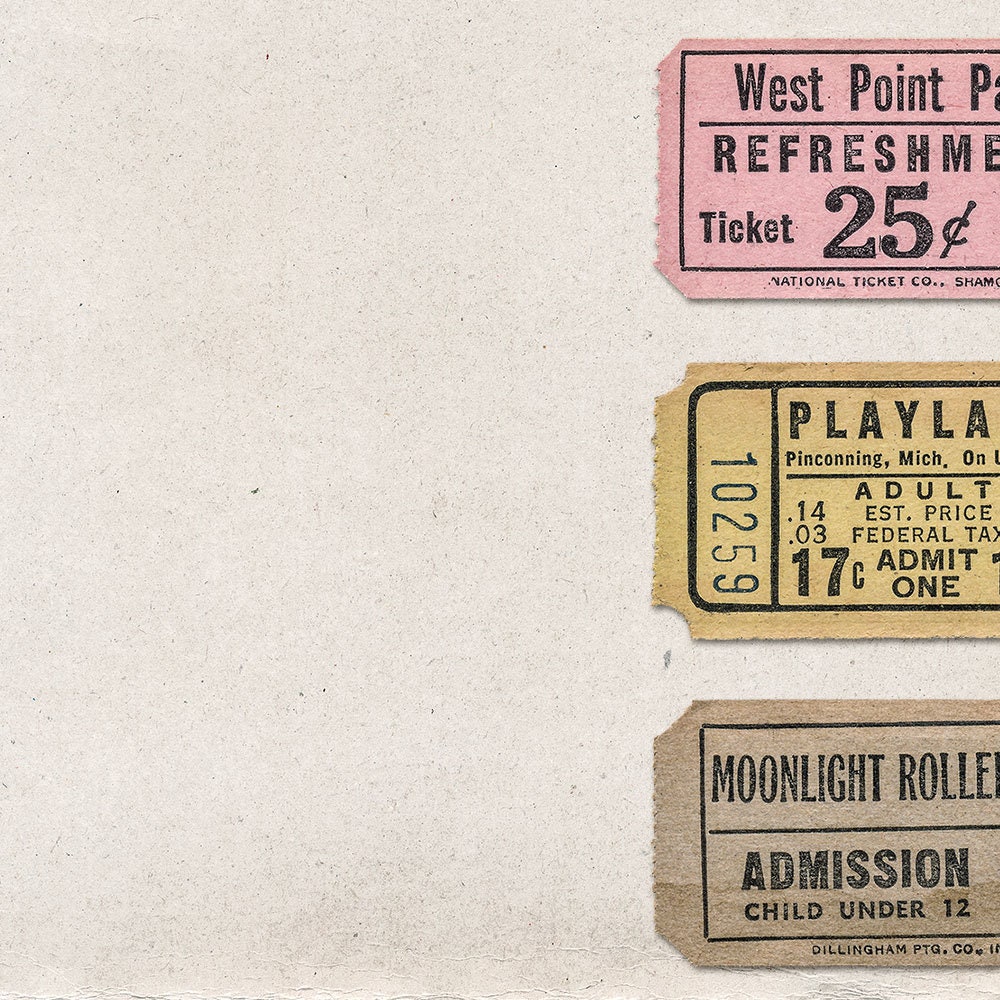 West Point Pa
REFRESHME
Ticket 25¢
NATIONAL TICKET CO., SHAMO
PLAYLA
Pinconning, Mich. On U
ADULT
.14 EST. PRICE
.03 FEDERAL TAX
17c ADMIT ONE 1
10259
MOONLIGHT ROLLE
ADMISSION
CHILD UNDER 12
DILLINGHAM PTG. CO., IN